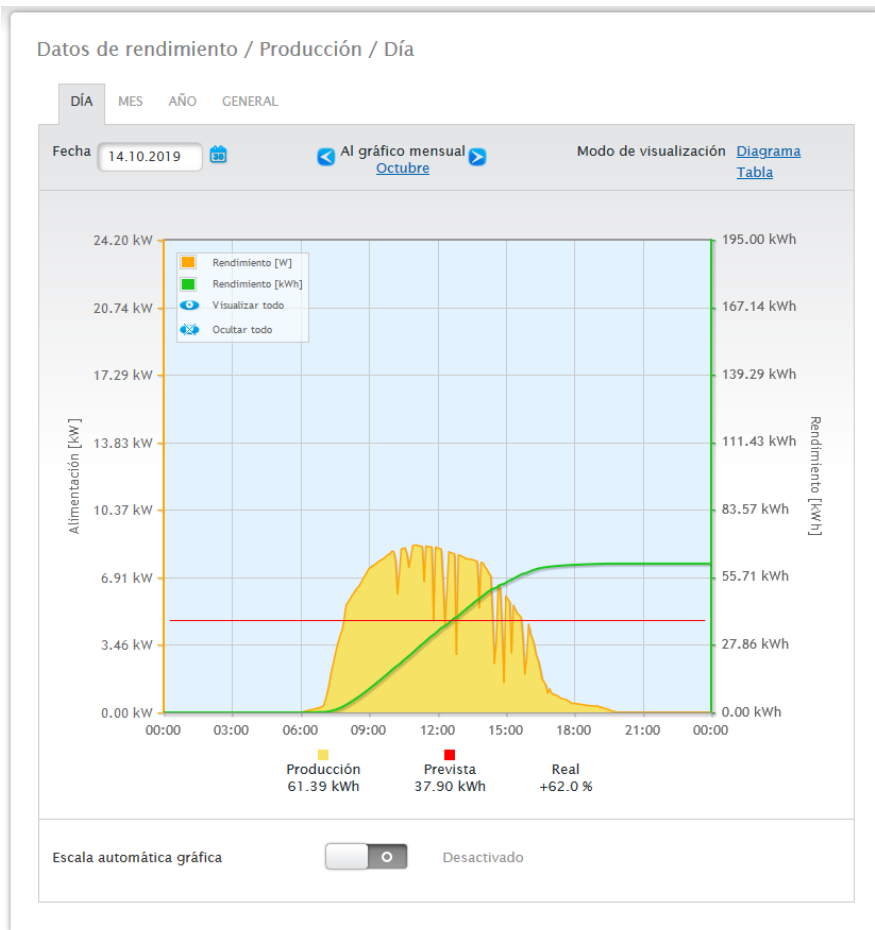 Datos de rendimiento / Producción / Día
DÍA MES AÑO GENERAL
Fecha 14.10.2019 30 Al gráfico mensual Modo de visualización Diagrama
Octubre Tabla
24.20 kW 195.00 kWh
Rendimiento [W]
Rendimiento [kWh]
Visualizar todo
20.74 kW 167.14 kWh
Ocultar todo
17.29 kW 139.29 kWh
13.83 kW 111.43 kWh
Alimentación [kW]
Rendimiento [kWh]
10.37 kW 83.57 kWh
6.91 kW 55.71 kWh
3.46 kW 27.86 kWh
0.00 kW 0.00 kWh
00:00 03:00 06:00 09:00 12:00 15:00 18:00 21:00 00:00
Producción Prevista Real
61.39 kWh 37.90 kWh +62.0 %
Escala automática gráfica Desactivado